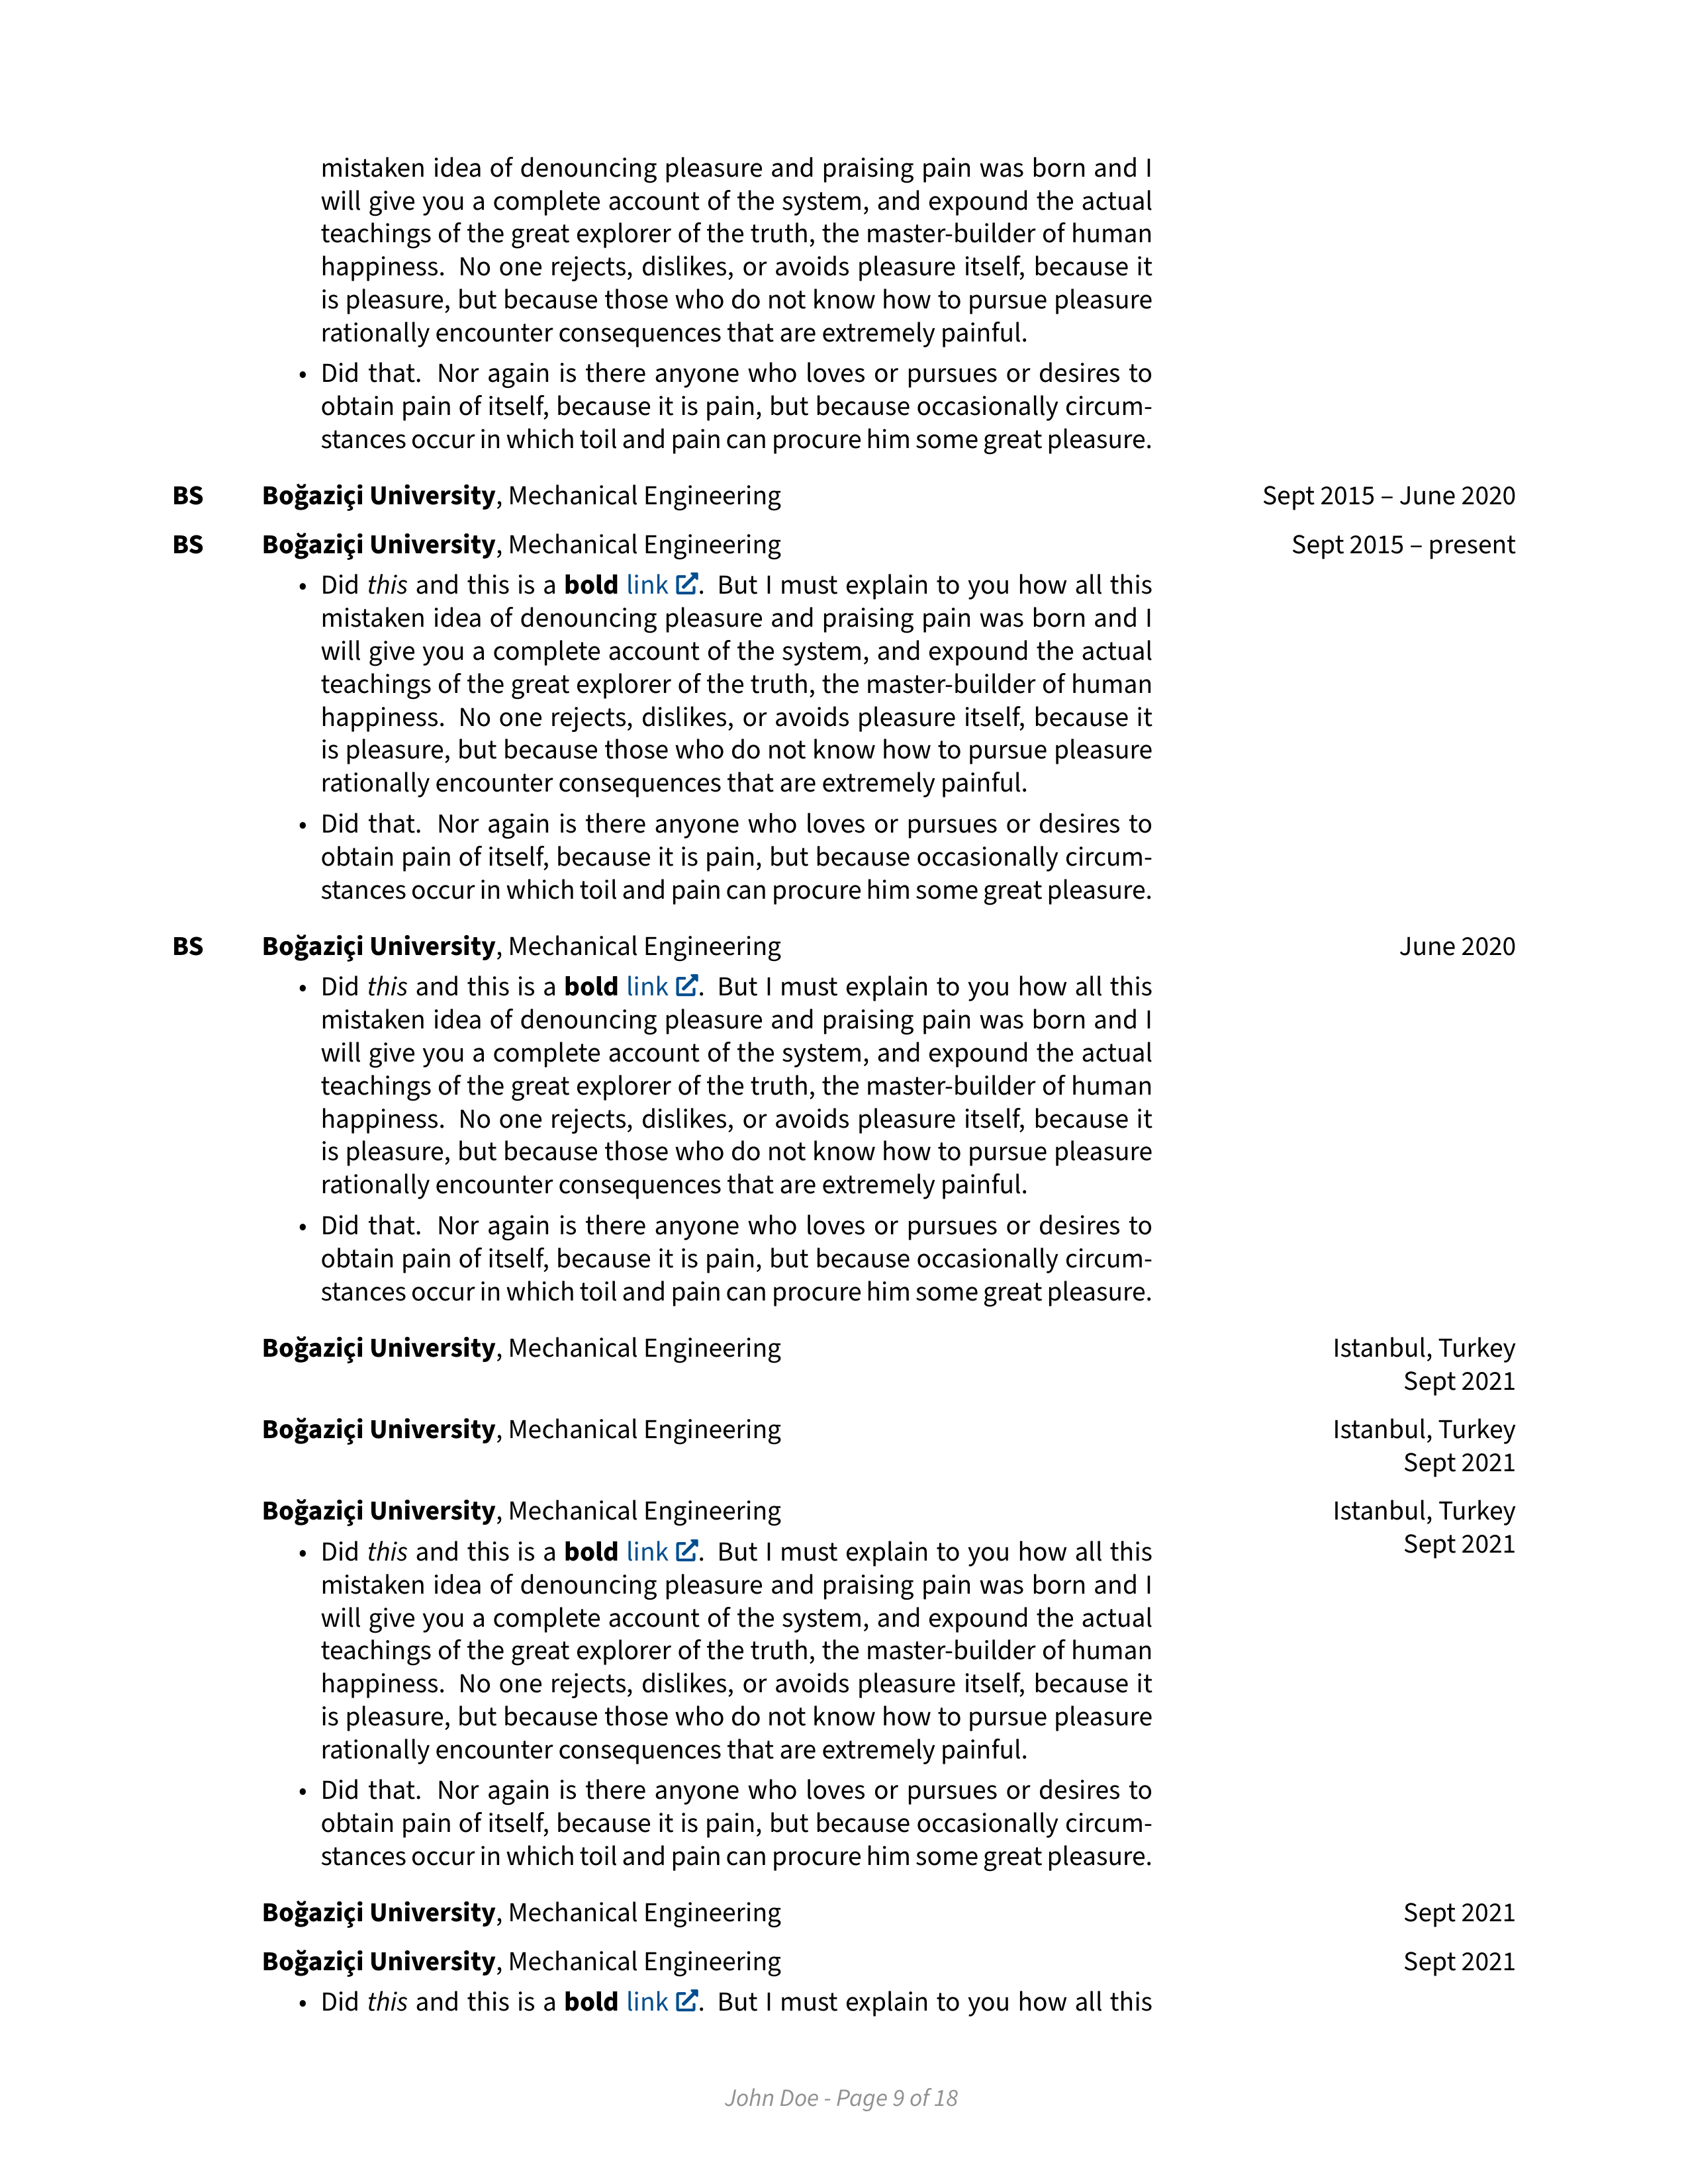 mistaken idea of denouncing pleasure and praising pain was born and I
will give you a complete account of the system, and expound the actual
teachings of the great explorer of the truth, the master-builder of human
happiness. No one rejects, dislikes, or avoids pleasure itself, because it
is pleasure, but because those who do not know how to pursue pleasure
rationally encounter consequences that are extremely painful.
• Did that. Nor again is there anyone who loves or pursues or desires to
obtain pain of itself, because it is pain, but because occasionally circum-
stances occur in which toil and pain can procure him some great pleasure.
BS Boğaziçi University, Mechanical Engineering Sept 2015 – June 2020
BS Boğaziçi University, Mechanical Engineering Sept 2015 – present
• Did this and this is a bold link. But I must explain to you how all this
mistaken idea of denouncing pleasure and praising pain was born and I
will give you a complete account of the system, and expound the actual
teachings of the great explorer of the truth, the master-builder of human
happiness. No one rejects, dislikes, or avoids pleasure itself, because it
is pleasure, but because those who do not know how to pursue pleasure
rationally encounter consequences that are extremely painful.
• Did that. Nor again is there anyone who loves or pursues or desires to
obtain pain of itself, because it is pain, but because occasionally circum-
stances occur in which toil and pain can procure him some great pleasure.
BS Boğaziçi University, Mechanical Engineering June 2020
• Did this and this is a bold link. But I must explain to you how all this
mistaken idea of denouncing pleasure and praising pain was born and I
will give you a complete account of the system, and expound the actual
teachings of the great explorer of the truth, the master-builder of human
happiness. No one rejects, dislikes, or avoids pleasure itself, because it
is pleasure, but because those who do not know how to pursue pleasure
rationally encounter consequences that are extremely painful.
• Did that. Nor again is there anyone who loves or pursues or desires to
obtain pain of itself, because it is pain, but because occasionally circum-
stances occur in which toil and pain can procure him some great pleasure.
Boğaziçi University, Mechanical Engineering Istanbul, Turkey
Sept 2021
Boğaziçi University, Mechanical Engineering Istanbul, Turkey
Sept 2021
Boğaziçi University, Mechanical Engineering Istanbul, Turkey
Sept 2021
• Did this and this is a bold link. But I must explain to you how all this
mistaken idea of denouncing pleasure and praising pain was born and I
will give you a complete account of the system, and expound the actual
teachings of the great explorer of the truth, the master-builder of human
happiness. No one rejects, dislikes, or avoids pleasure itself, because it
is pleasure, but because those who do not know how to pursue pleasure
rationally encounter consequences that are extremely painful.
• Did that. Nor again is there anyone who loves or pursues or desires to
obtain pain of itself, because it is pain, but because occasionally circum-
stances occur in which toil and pain can procure him some great pleasure.
Boğaziçi University, Mechanical Engineering Sept 2021
Boğaziçi University, Mechanical Engineering Sept 2021
• Did this and this is a bold link. But I must explain to you how all this
John Doe - Page 9 of 18